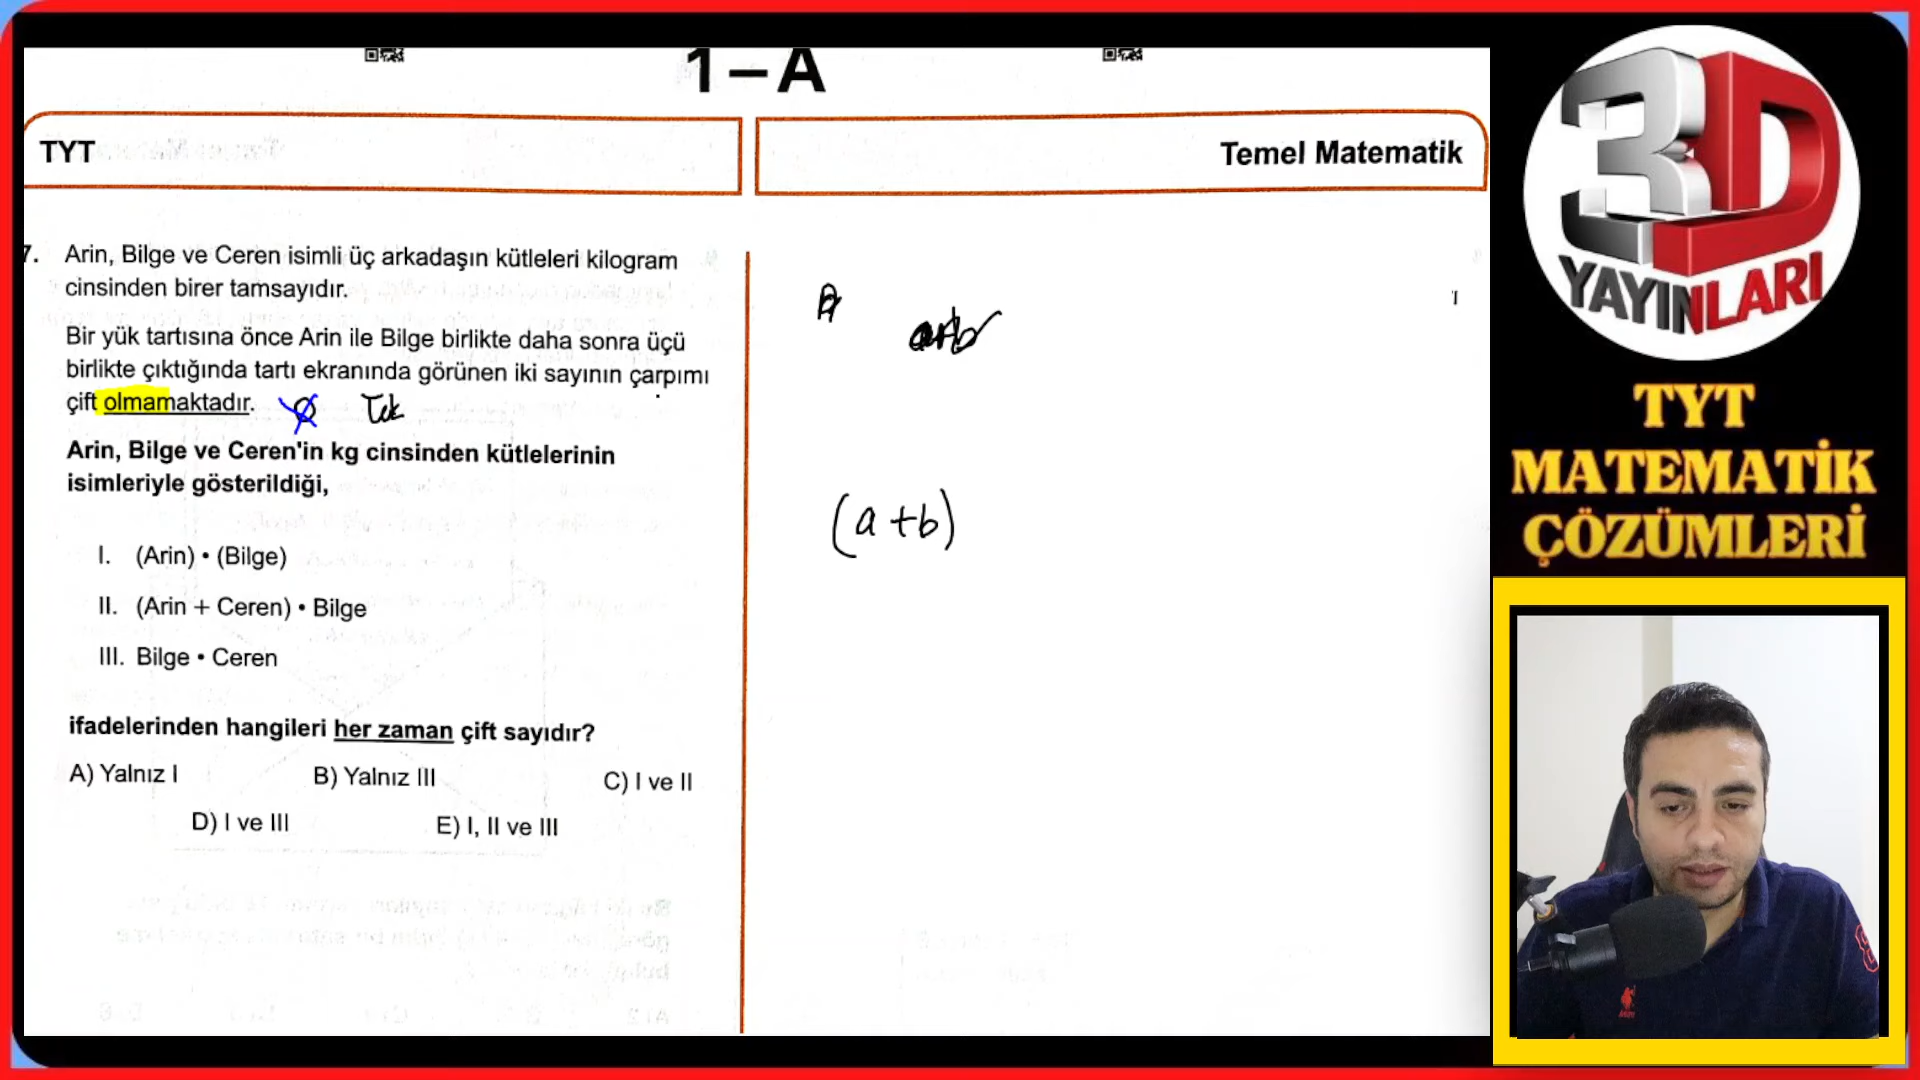 1-A
TYT
Temel Matematik
7. Arin, Bilge ve Ceren isimli üç arkadaşın kütleleri kilogram
cinsinden birer tamsayıdır.
Bir yük tartısına önce Arin ile Bilge birlikte daha sonra üçü
birlikte çıktığında tartı ekranında görünen iki sayının çarpımı
çift olmamaktadır. Tek
Arin, Bilge ve Ceren'in kg cinsinden kütlelerinin
isimleriyle gösterildiği,
I. (Arin) • (Bilge)
II. (Arin + Ceren) • Bilge
III. Bilge • Ceren
ifadelerinden hangileri her zaman çift sayıdır?
A) Yalnız I B) Yalnız III C) I ve II
D) I ve III E) I, II ve III
a+b
(a+b)
3D
YAYINLARI
TYT
MATEMATİK
ÇÖZÜMLERİ